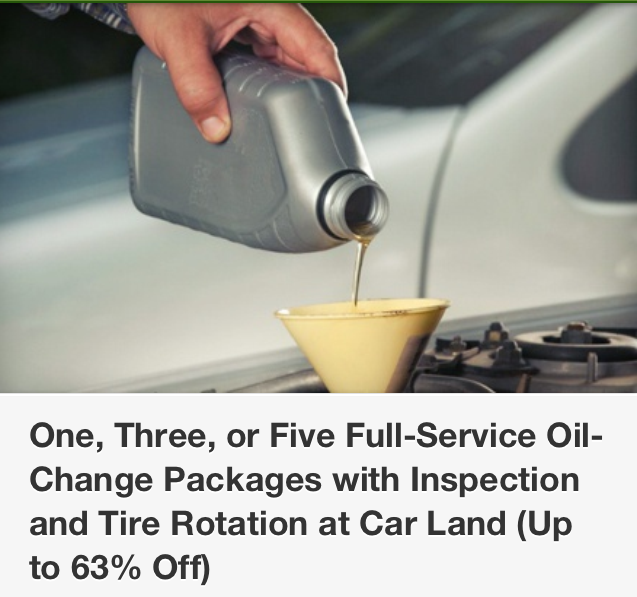 One, Three, or Five Full-Service Oil-
Change Packages with Inspection
and Tire Rotation at Car Land (Up
to 63% Off)